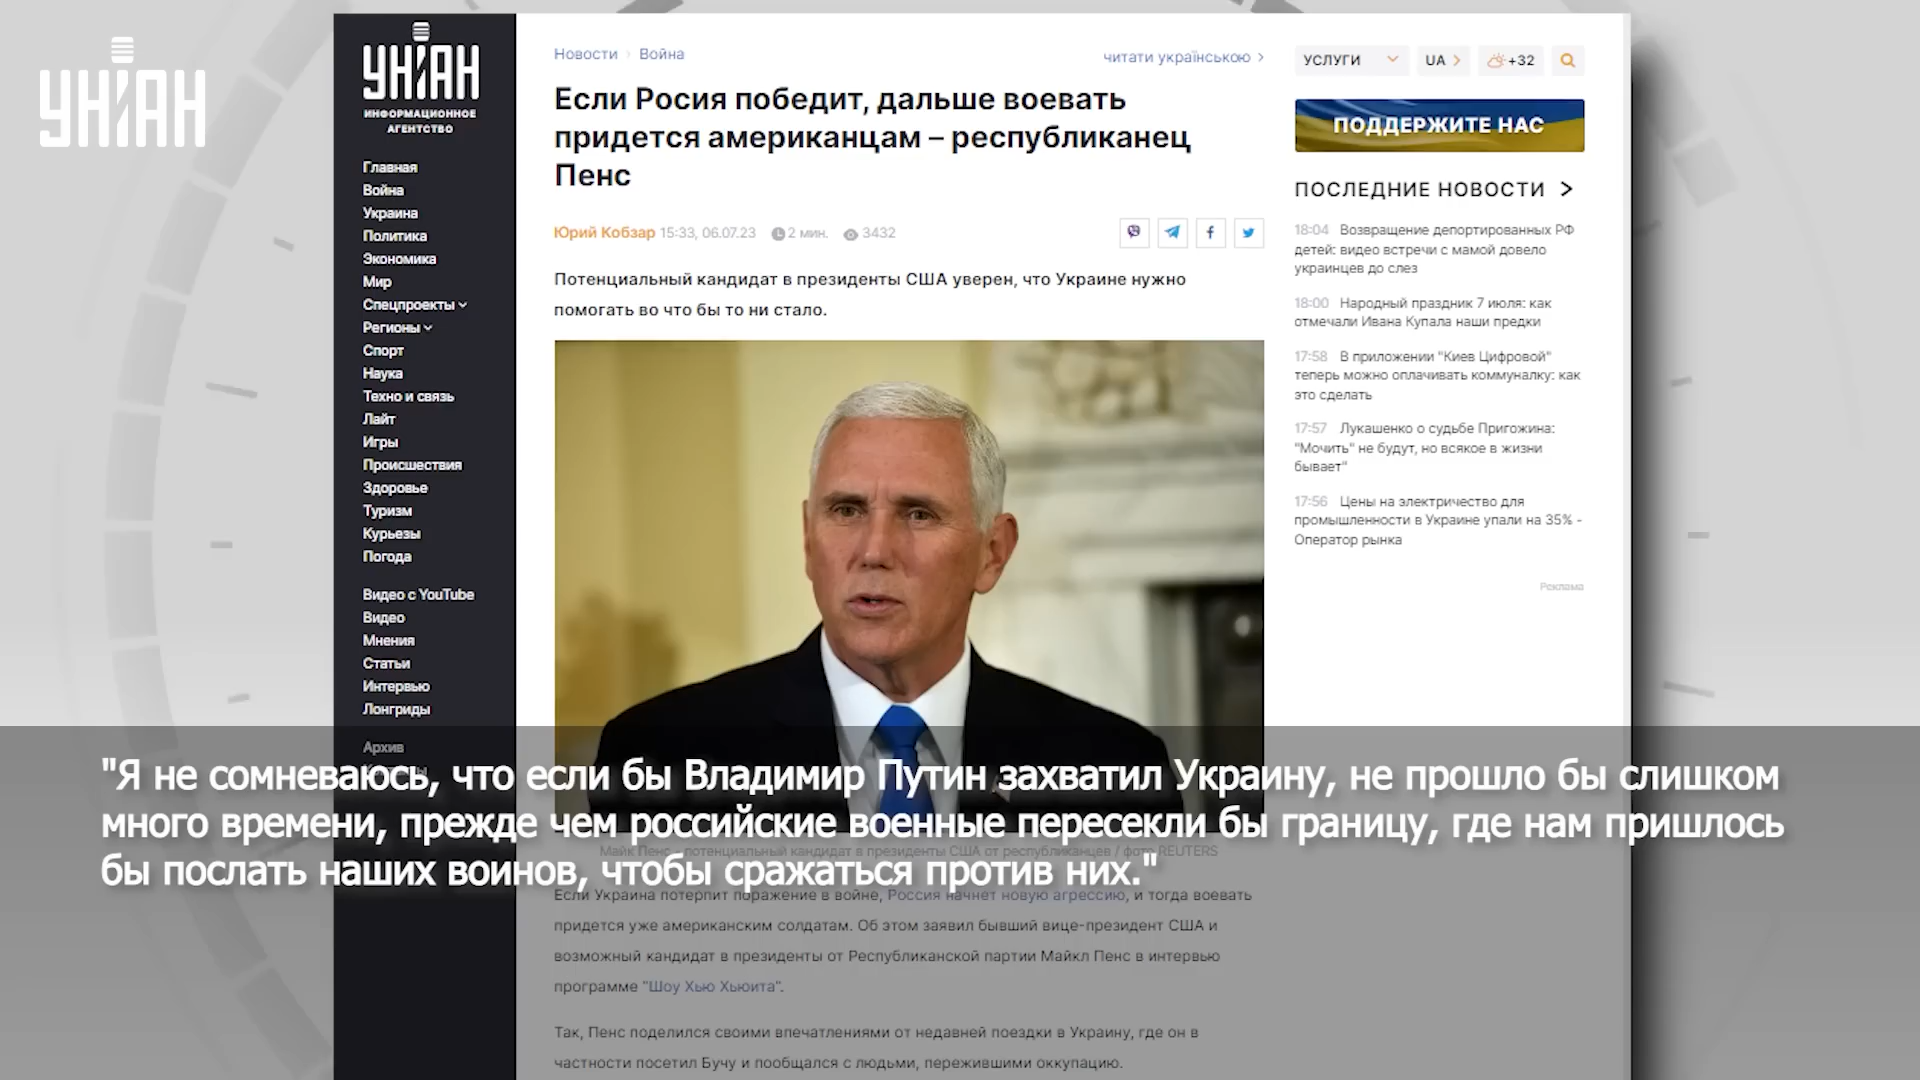 УНІАН
УНІАН
ИНФОРМАЦИОННОЕ
АГЕНТСТВО
Главная
Война
Украина
Политика
Экономика
Мир
Спецпроекты
Регионы
Спорт
Наука
Техно и связь
Лайт
Игры
Происшествия
Здоровье
Туризм
Курьезы
Погода
Видео с YouTube
Видео
Мнения
Статьи
Интервью
Лонгриды
Архив
Новости › Война
читати українською >
Если Росия победит, дальше воевать
придется американцам – республиканец
Пенс
Юрий Кобзар 15:33, 06.07.23 2 мин. 3432
Потенциальный кандидат в президенты США уверен, что Украине нужно
помогать во что бы то ни стало.
УСЛУГИ UA > +32
ПОДДЕРЖИТЕ НАС
ПОСЛЕДНИЕ НОВОСТИ >
18:04 Возвращение депортированных РФ
детей: видео встречи с мамой довело
украинцев до слез
18:00 Народный праздник 7 июля: как
отмечали Ивана Купала наши предки
17:58 В приложении "Киев Цифровой"
теперь можно оплачивать коммуналку: как
это сделать
17:57 Лукашенко о судьбе Пригожина:
"Мочить" не будут, но всякое в жизни
бывает"
17:56 Цены на электричество для
промышленности в Украине упали на 35% -
Оператор рынка
Реклама
"Я не сомневаюсь, что если бы Владимир Путин захватил Украину, не прошло бы слишком
много времени, прежде чем российские военные пересекли бы границу, где нам пришлось
бы послать наших воинов, чтобы сражаться против них."
Майк Пенс - потенциальный кандидат в президенты США от республиканцев / фото REUTERS
Если Украина потерпит поражение в войне, Россия начнет новую агрессию, и тогда воевать
придется уже американским солдатам. Об этом заявил бывший вице-президент США и
возможный кандидат в президенты от Республиканской партии Майкл Пенс в интервью
программе "Шоу Хью Хьюита".
Так, Пенс поделился своими впечатлениями от недавней поездки в Украину, где он в
частности посетил Бучу и пообщался с людьми, пережившими оккупацию.